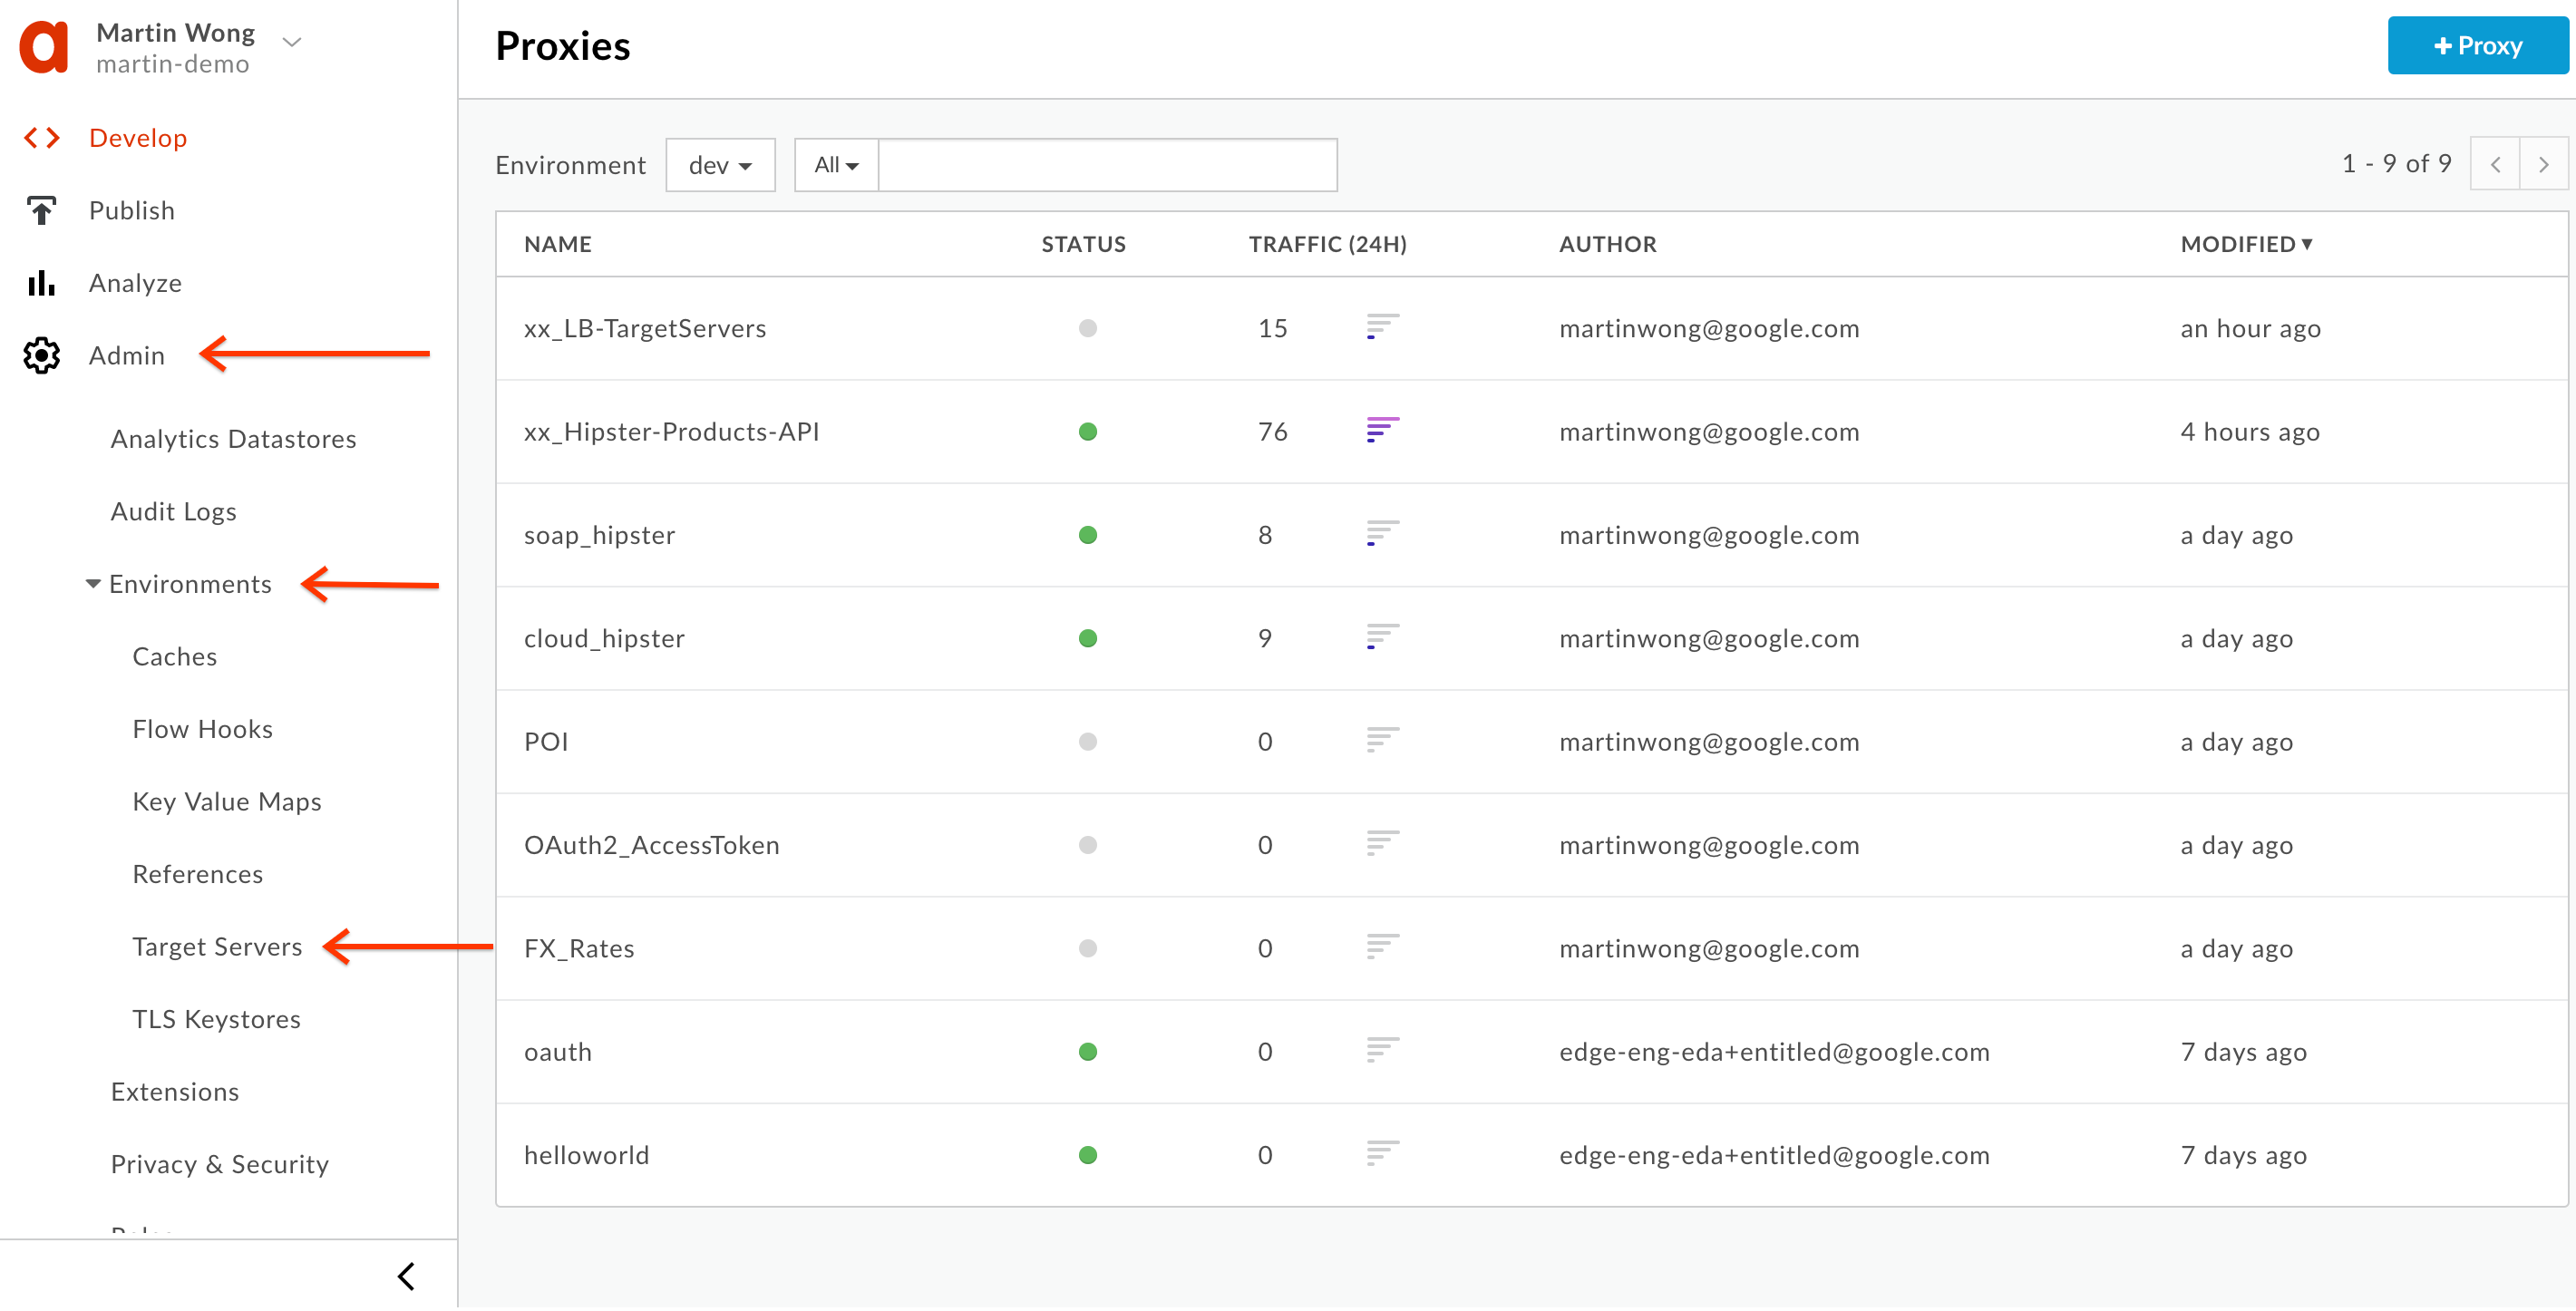 Martin Wong
martin-demo
Develop
Publish
Analyze
Admin
Analytics Datastores
Audit Logs
Environments
Caches
Flow Hooks
Key Value Maps
References
Target Servers
TLS Keystores
Extensions
Privacy & Security
Proxies
+ Proxy
Environment dev All 1 - 9 of 9
NAME STATUS TRAFFIC (24H) AUTHOR MODIFIED
xx_LB-TargetServers 15 martinwong@google.com an hour ago
xx_Hipster-Products-API 76 martinwong@google.com 4 hours ago
soap_hipster 8 martinwong@google.com a day ago
cloud_hipster 9 martinwong@google.com a day ago
POI 0 martinwong@google.com a day ago
OAuth2_AccessToken 0 martinwong@google.com a day ago
FX_Rates 0 martinwong@google.com a day ago
oauth 0 edge-eng-eda+entitled@google.com 7 days ago
helloworld 0 edge-eng-eda+entitled@google.com 7 days ago